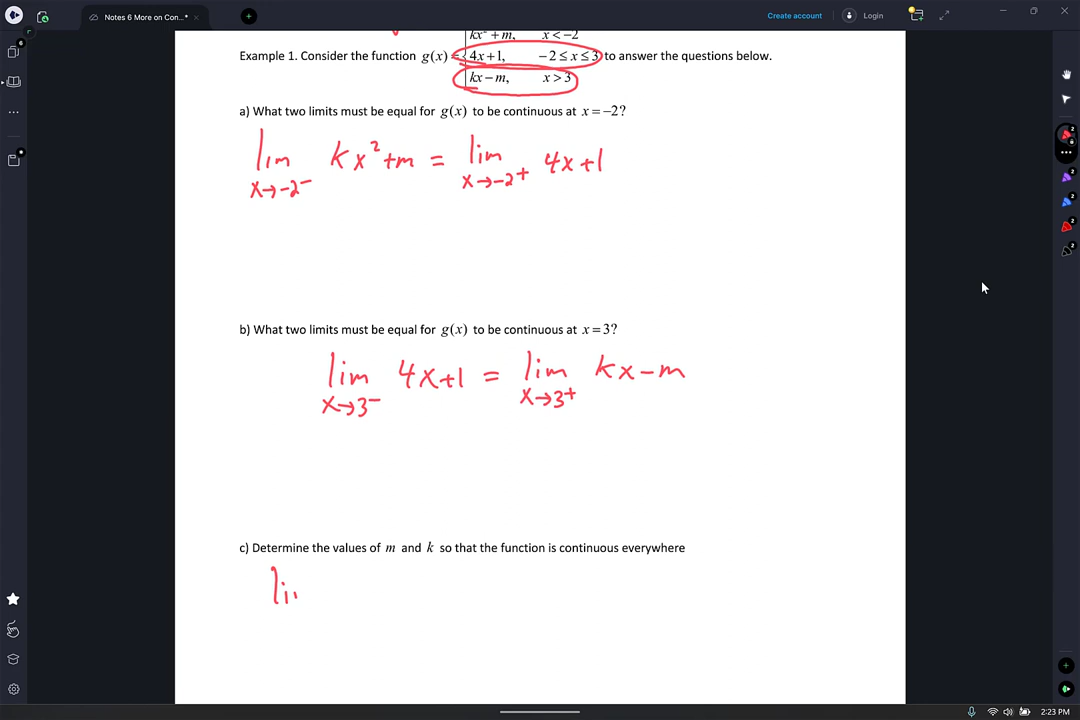 Notes 6 More on Con...*
Create account
Login
kx² + m, x < −2
Example 1. Consider the function g(x) = { 4x + 1, −2 ≤ x ≤ 3 to answer the questions below.
kx − m, x > 3
a) What two limits must be equal for g(x) to be continuous at x = −2?
lim kx² + m = lim 4x + 1
x→−2⁻ x→−2⁺
b) What two limits must be equal for g(x) to be continuous at x = 3?
lim 4x + 1 = lim kx − m
x→3⁻ x→3⁺
c) Determine the values of m and k so that the function is continuous everywhere
2:23 PM